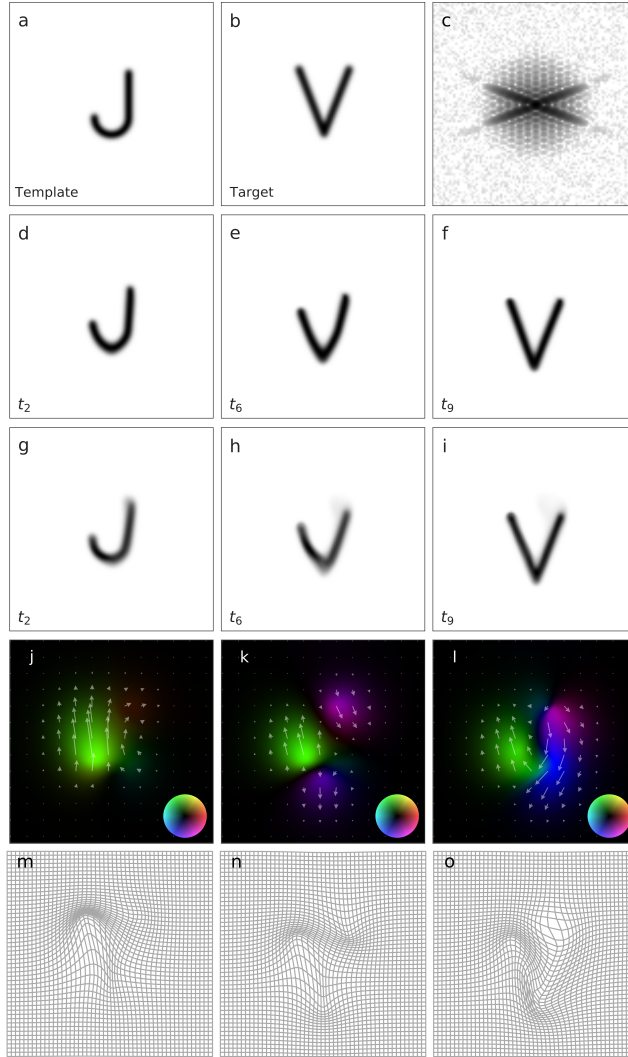 a
b
c
J
V
Template
Target
d
e
f
t₂
t₆
t₉
g
h
i
t₂
t₆
t₉
j
k
l
m
n
o